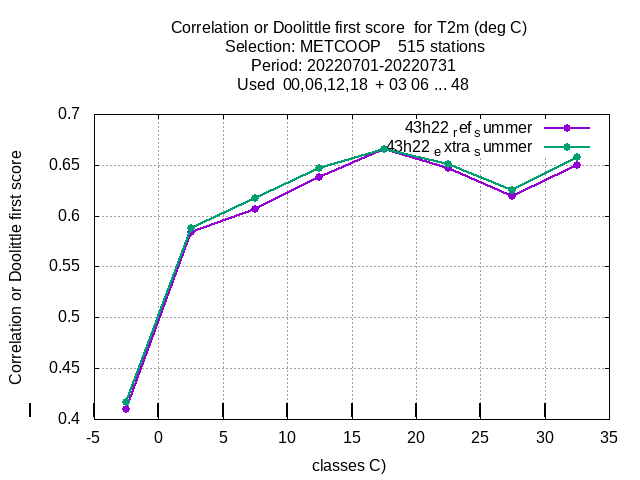 Correlation or Doolittle first score for T2m (deg C)
Selection: METCOOP 515 stations
Period: 20220701-20220731
Used 00,06,12,18 + 03 06 ... 48
0.7
0.65
0.6
0.55
0.5
0.45
0.4
Correlation or Doolittle first score
43h22 ref summer
43h22 extra summer
-5 0 5 10 15 20 25 30 35
classes C)